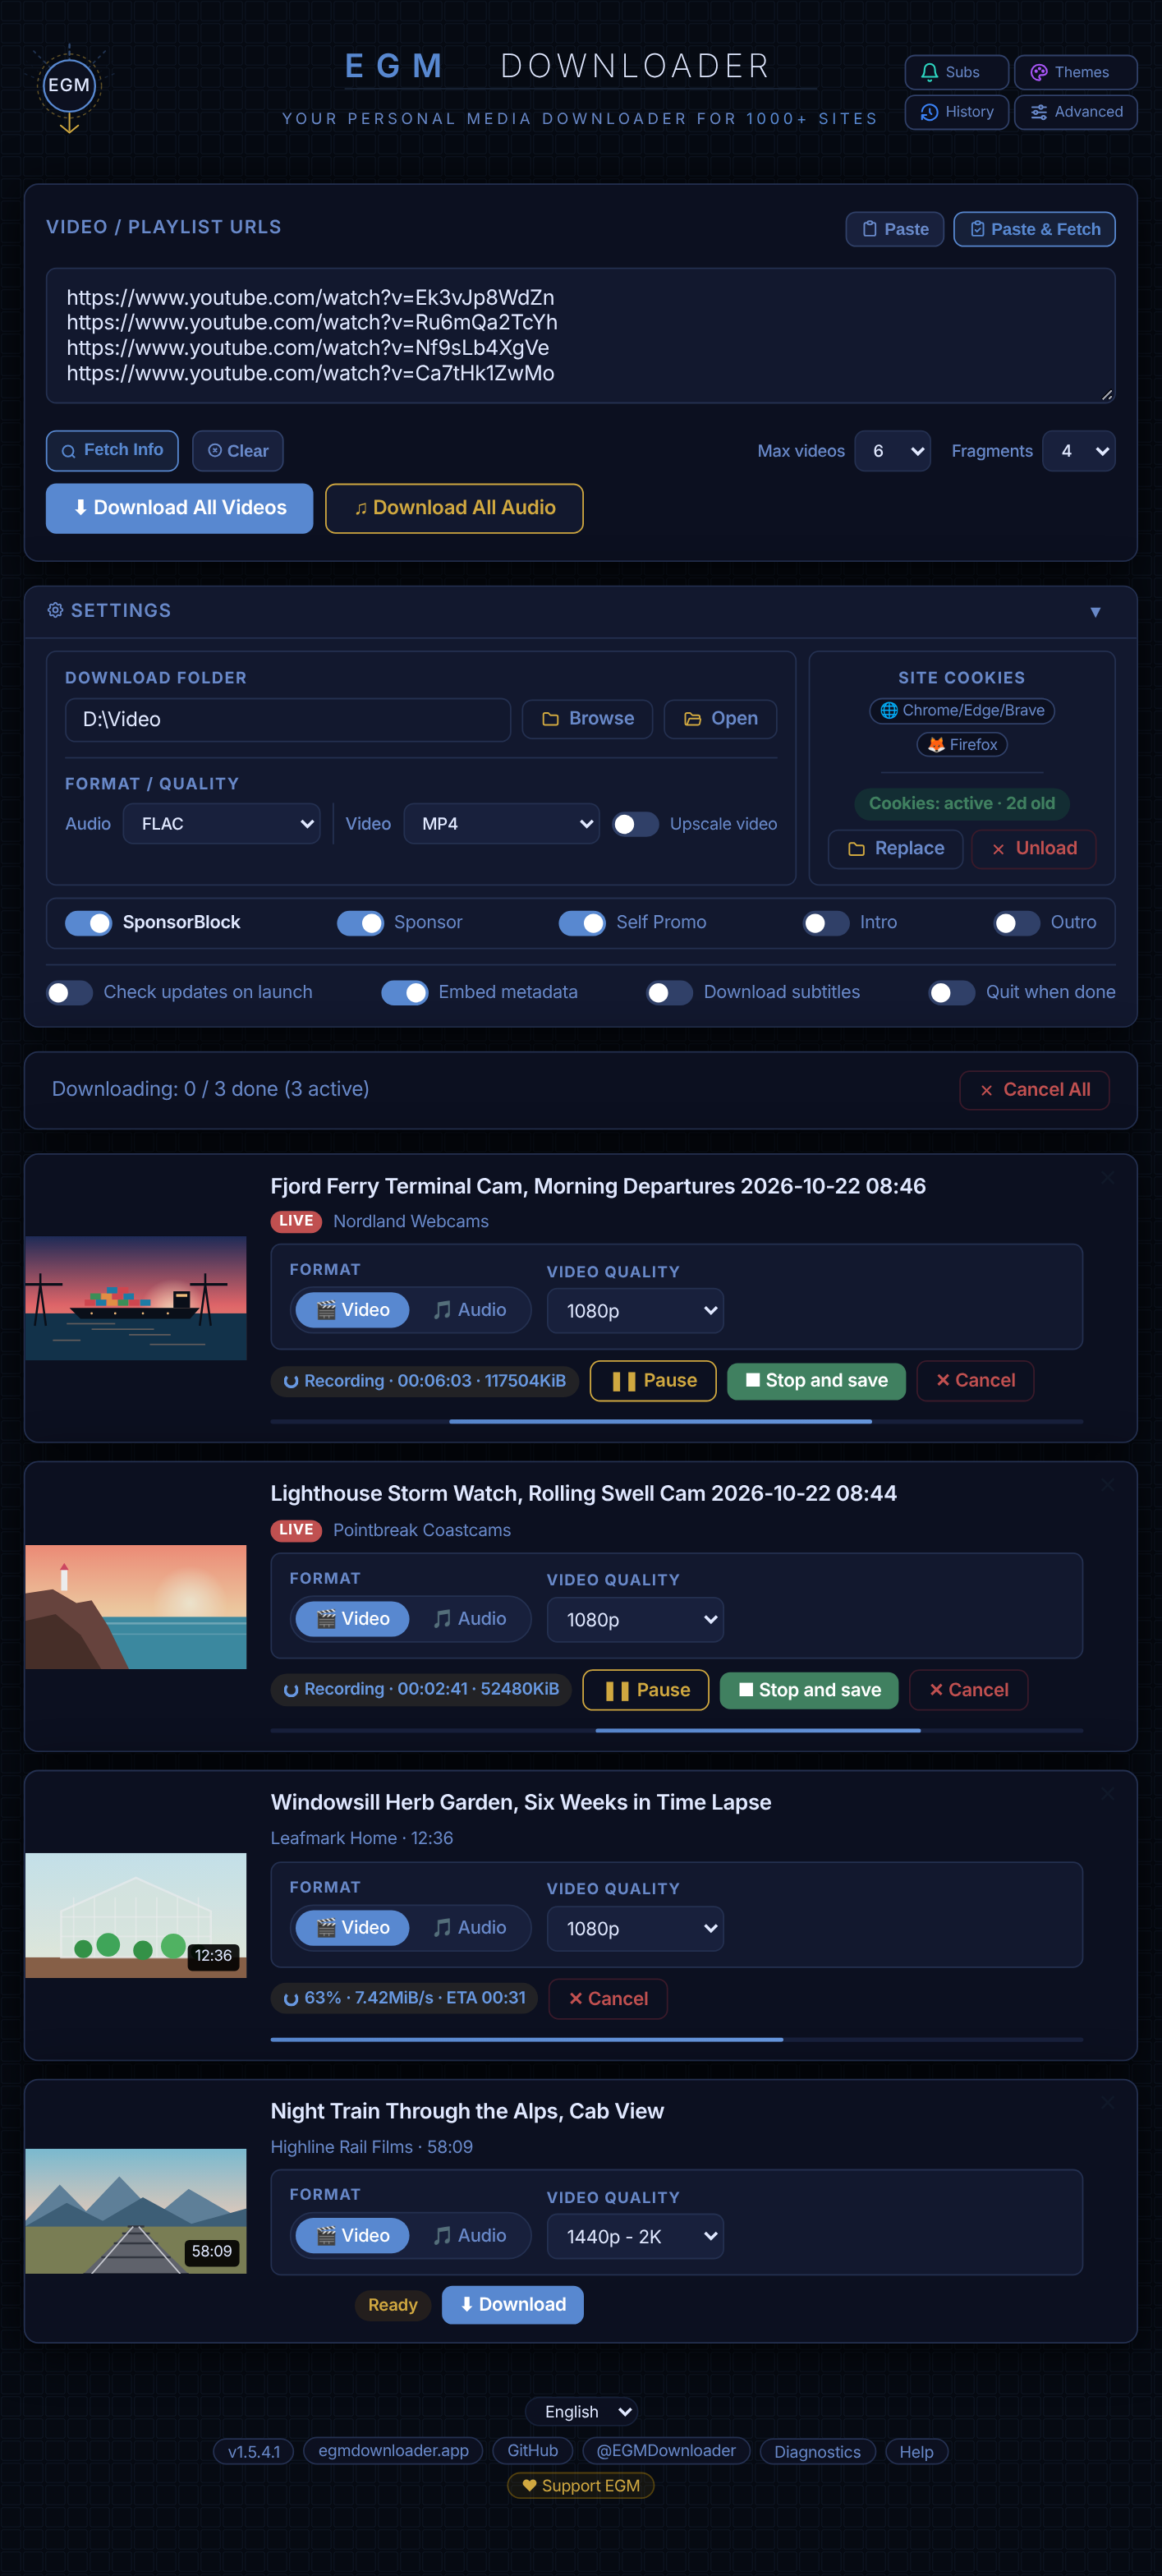 EGM
EGM DOWNLOADER
YOUR PERSONAL MEDIA DOWNLOADER FOR 1000+ SITES
Subs
Themes
History
Advanced
VIDEO / PLAYLIST URLS
Paste
Paste & Fetch
https://www.youtube.com/watch?v=Ek3vJp8WdZn
https://www.youtube.com/watch?v=Ru6mQa2TcYh
https://www.youtube.com/watch?v=Nf9sLb4XgVe
https://www.youtube.com/watch?v=Ca7tHk1ZwMo
Fetch Info
Clear
Max videos 6
Fragments 4
⬇ Download All Videos
♫ Download All Audio
SETTINGS
DOWNLOAD FOLDER
D:\Video
Browse
Open
FORMAT / QUALITY
Audio FLAC
Video MP4
Upscale video
SITE COOKIES
Chrome/Edge/Brave
Firefox
Cookies: active · 2d old
Replace
✕ Unload
SponsorBlock
Sponsor
Self Promo
Intro
Outro
Check updates on launch
Embed metadata
Download subtitles
Quit when done
Downloading: 0 / 3 done (3 active)
✕ Cancel All
Fjord Ferry Terminal Cam, Morning Departures 2026-10-22 08:46
LIVE Nordland Webcams
FORMAT
VIDEO QUALITY
Video
Audio
1080p
Recording · 00:06:03 · 117504KiB
Pause
Stop and save
✕ Cancel
Lighthouse Storm Watch, Rolling Swell Cam 2026-10-22 08:44
LIVE Pointbreak Coastcams
FORMAT
VIDEO QUALITY
Video
Audio
1080p
Recording · 00:02:41 · 52480KiB
Pause
Stop and save
✕ Cancel
Windowsill Herb Garden, Six Weeks in Time Lapse
Leafmark Home · 12:36
FORMAT
VIDEO QUALITY
Video
Audio
1080p
12:36
63% · 7.42MiB/s · ETA 00:31
✕ Cancel
Night Train Through the Alps, Cab View
Highline Rail Films · 58:09
FORMAT
VIDEO QUALITY
Video
Audio
1440p - 2K
58:09
Ready
⬇ Download
English
v1.5.4.1
egmdownloader.app
GitHub
@EGMDownloader
Diagnostics
Help
♥ Support EGM